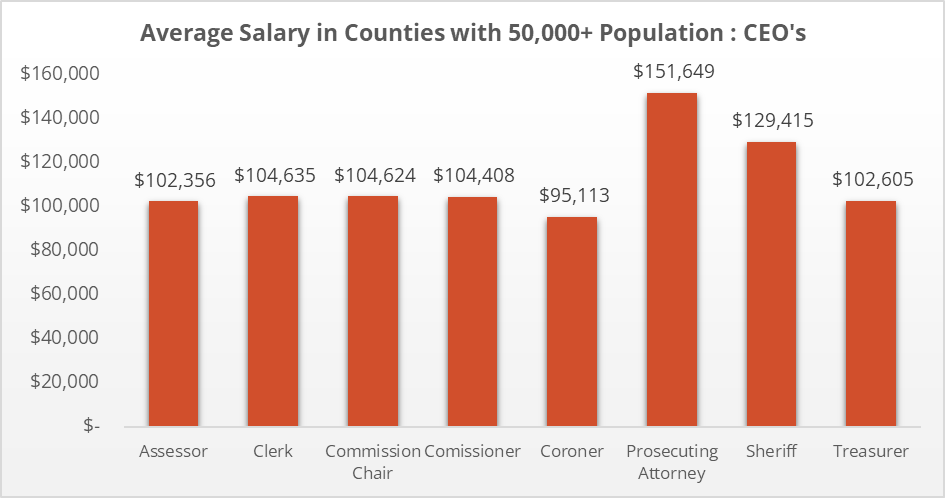 Average Salary in Counties with 50,000+ Population : CEO's
$160,000
$140,000
$120,000
$100,000
$80,000
$60,000
$40,000
$20,000
$-
$102,356
$104,635
$104,624
$104,408
$95,113
$151,649
$129,415
$102,605
Assessor
Clerk
Commission
Chair
Comissioner
Coroner
Prosecuting
Attorney
Sheriff
Treasurer